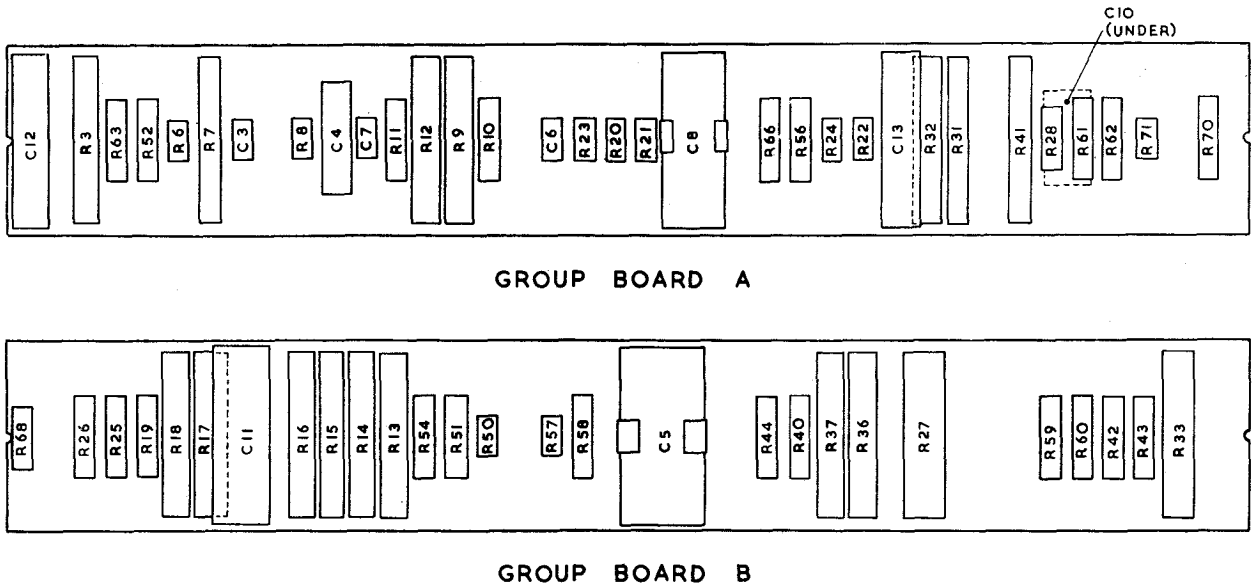 C10
(UNDER)
C12 R3 R63 R52 R6 R7 C3 R8 C4 C7 R11 R12 R9 R10 C6 R23 R20 R21 C8 R66 R56 R24 R22 C13 R32 R31 R41 R28 R61 R62 R71 R70
GROUP BOARD A
R68 R26 R25 R19 R18 R17 C11 R16 R15 R14 R13 R54 R51 R50 R57 R58 C5 R44 R40 R37 R36 R27 R59 R60 R42 R43 R33
GROUP BOARD B